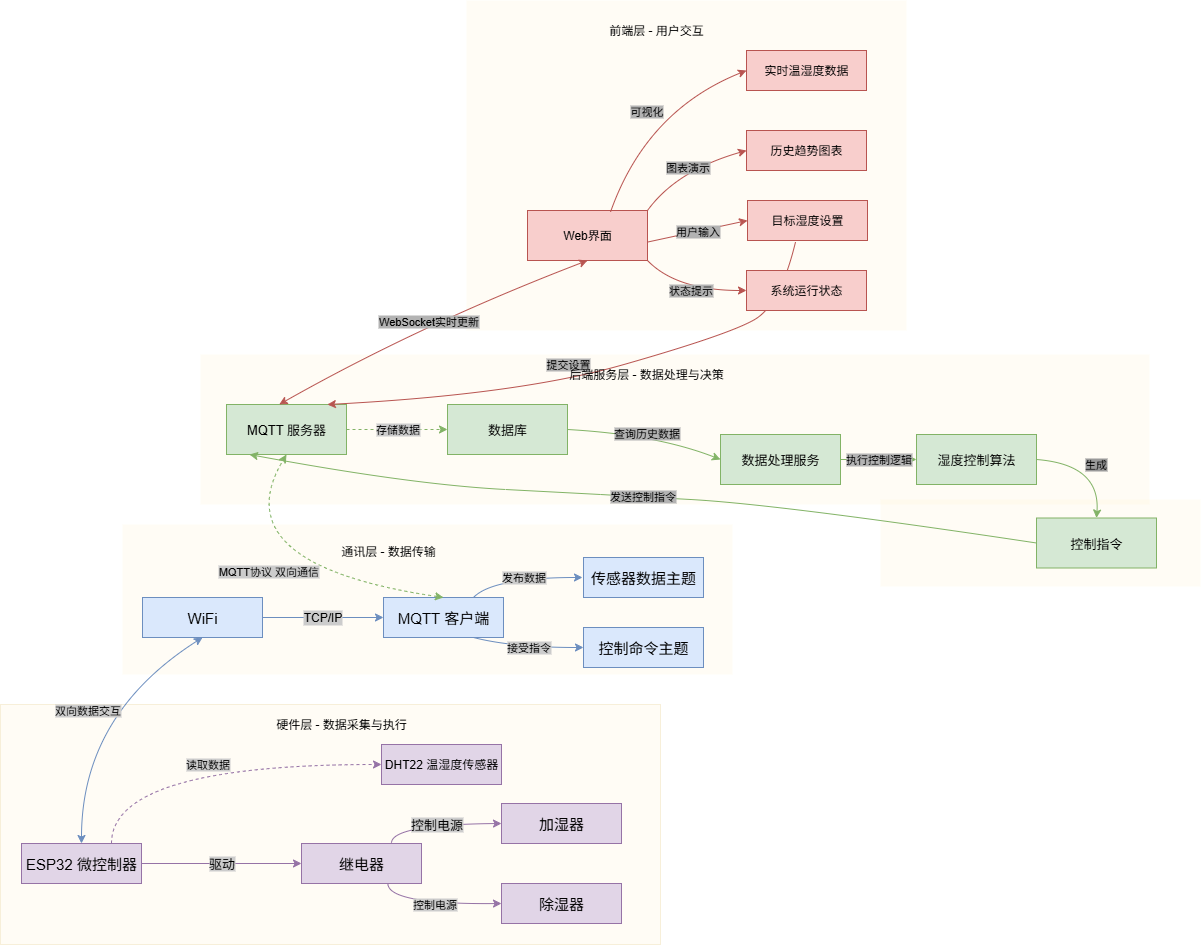 前端层 - 用户交互
实时温湿度数据
可视化
历史趋势图表
图表演示
目标湿度设置
Web界面
用户输入
系统运行状态
状态提示
WebSocket实时更新
提交设置
后端服务层 - 数据处理与决策
MQTT 服务器
存储数据
数据库
查询历史数据
数据处理服务
执行控制逻辑
湿度控制算法
生成
发送控制指令
控制指令
通讯层 - 数据传输
MQTT协议 双向通信
发布数据
传感器数据主题
WiFi
TCP/IP
MQTT 客户端
接受指令
控制命令主题
双向数据交互
硬件层 - 数据采集与执行
读取数据
DHT22 温湿度传感器
控制电源
加湿器
ESP32 微控制器
驱动
继电器
控制电源
除湿器